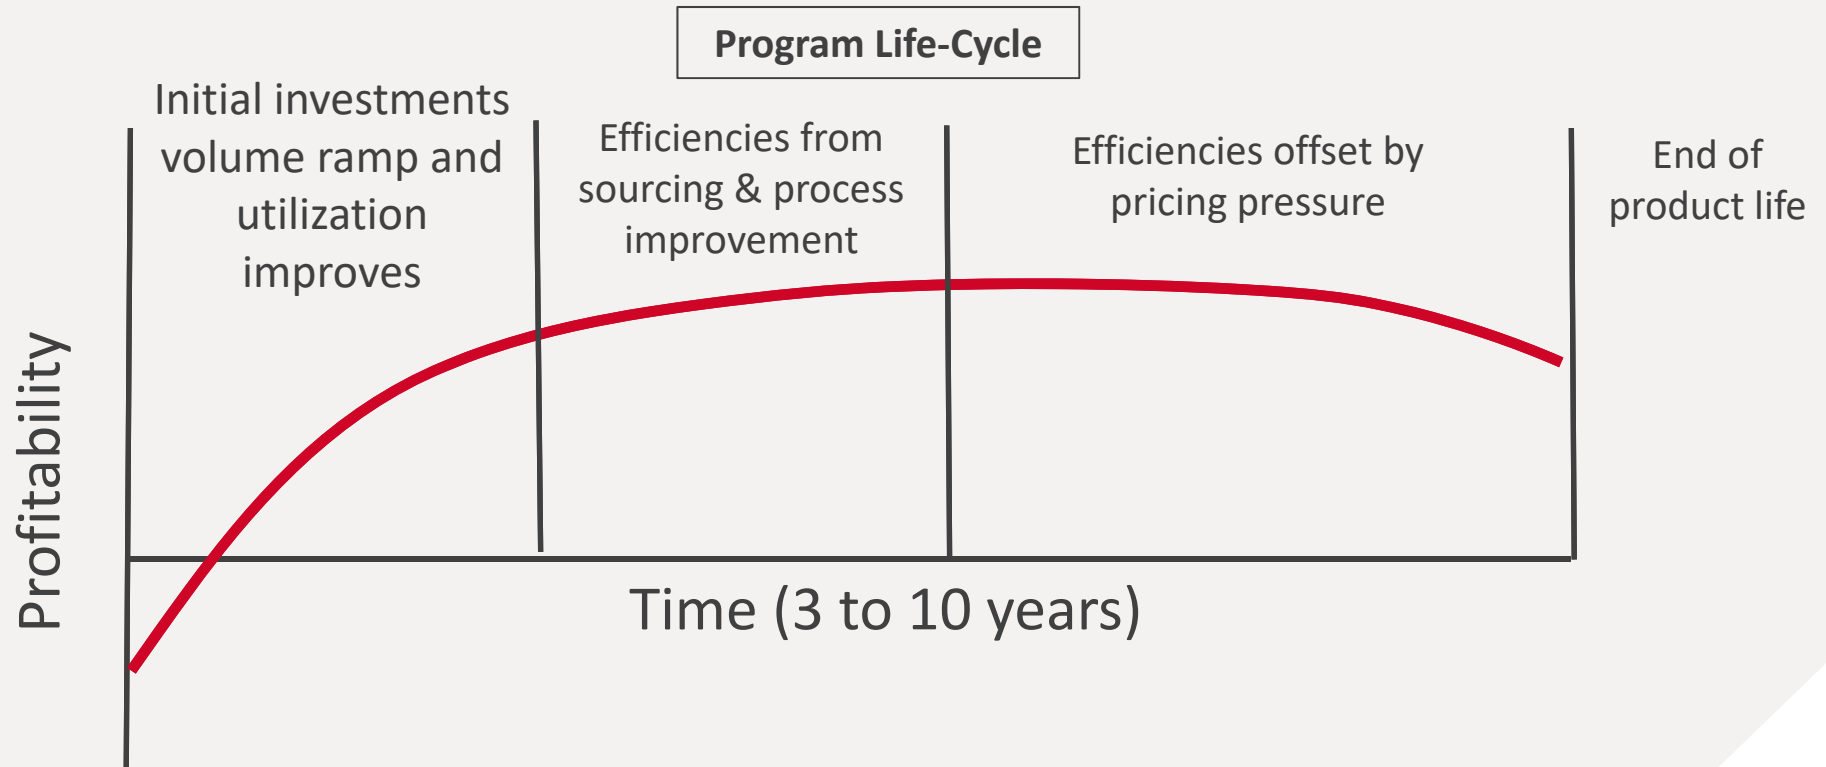 Program Life-Cycle
Initial investments
volume ramp and
utilization
improves
Efficiencies from
sourcing & process
improvement
Efficiencies offset by
pricing pressure
End of
product life
Profitability
Time (3 to 10 years)